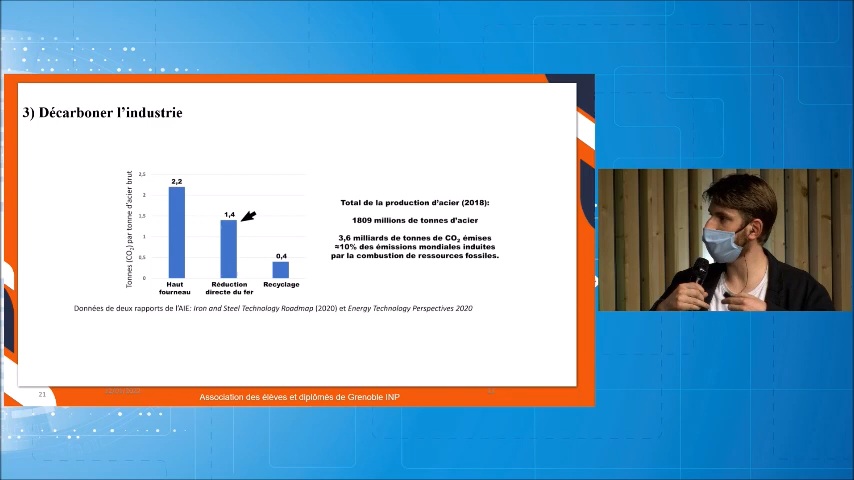 3) Décarboner l'industrie
Tonnes (CO₂) par tonne d'acier brut
2,5
2
1,5
1
0,5
0
2,2
1,4
0,4
Haut
fourneau
Réduction
directe du fer
Recyclage
Total de la production d'acier (2018):
1809 millions de tonnes d'acier
3,6 milliards de tonnes de CO₂ émises
≈10% des émissions mondiales induites
par la combustion de ressources fossiles.
Données de deux rapports de l'AIE: Iron and Steel Technology Roadmap (2020) et Energy Technology Perspectives 2020
21
Association des élèves et diplômés de Grenoble INP